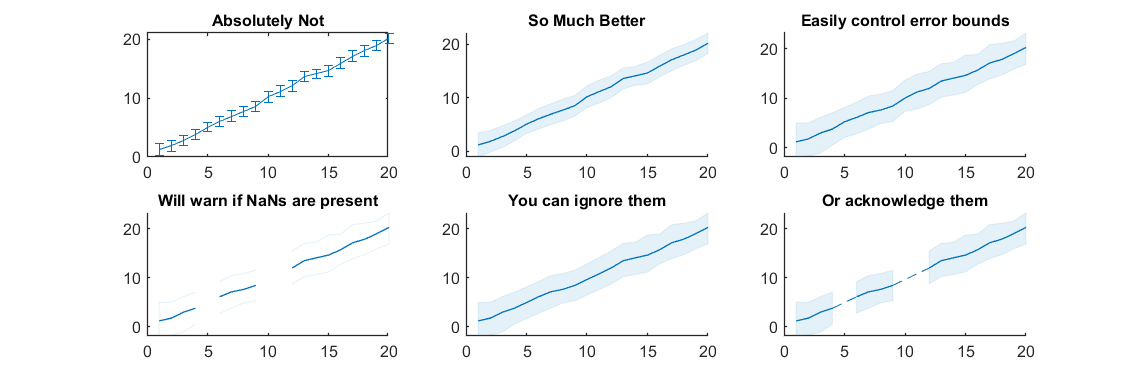 Absolutely Not
So Much Better
Easily control error bounds
20
10
0
0 5 10 15 20
20
10
0
0 5 10 15 20
20
10
0
0 5 10 15 20
Will warn if NaNs are present
You can ignore them
Or acknowledge them
20
10
0
0 5 10 15 20
20
10
0
0 5 10 15 20
20
10
0
0 5 10 15 20